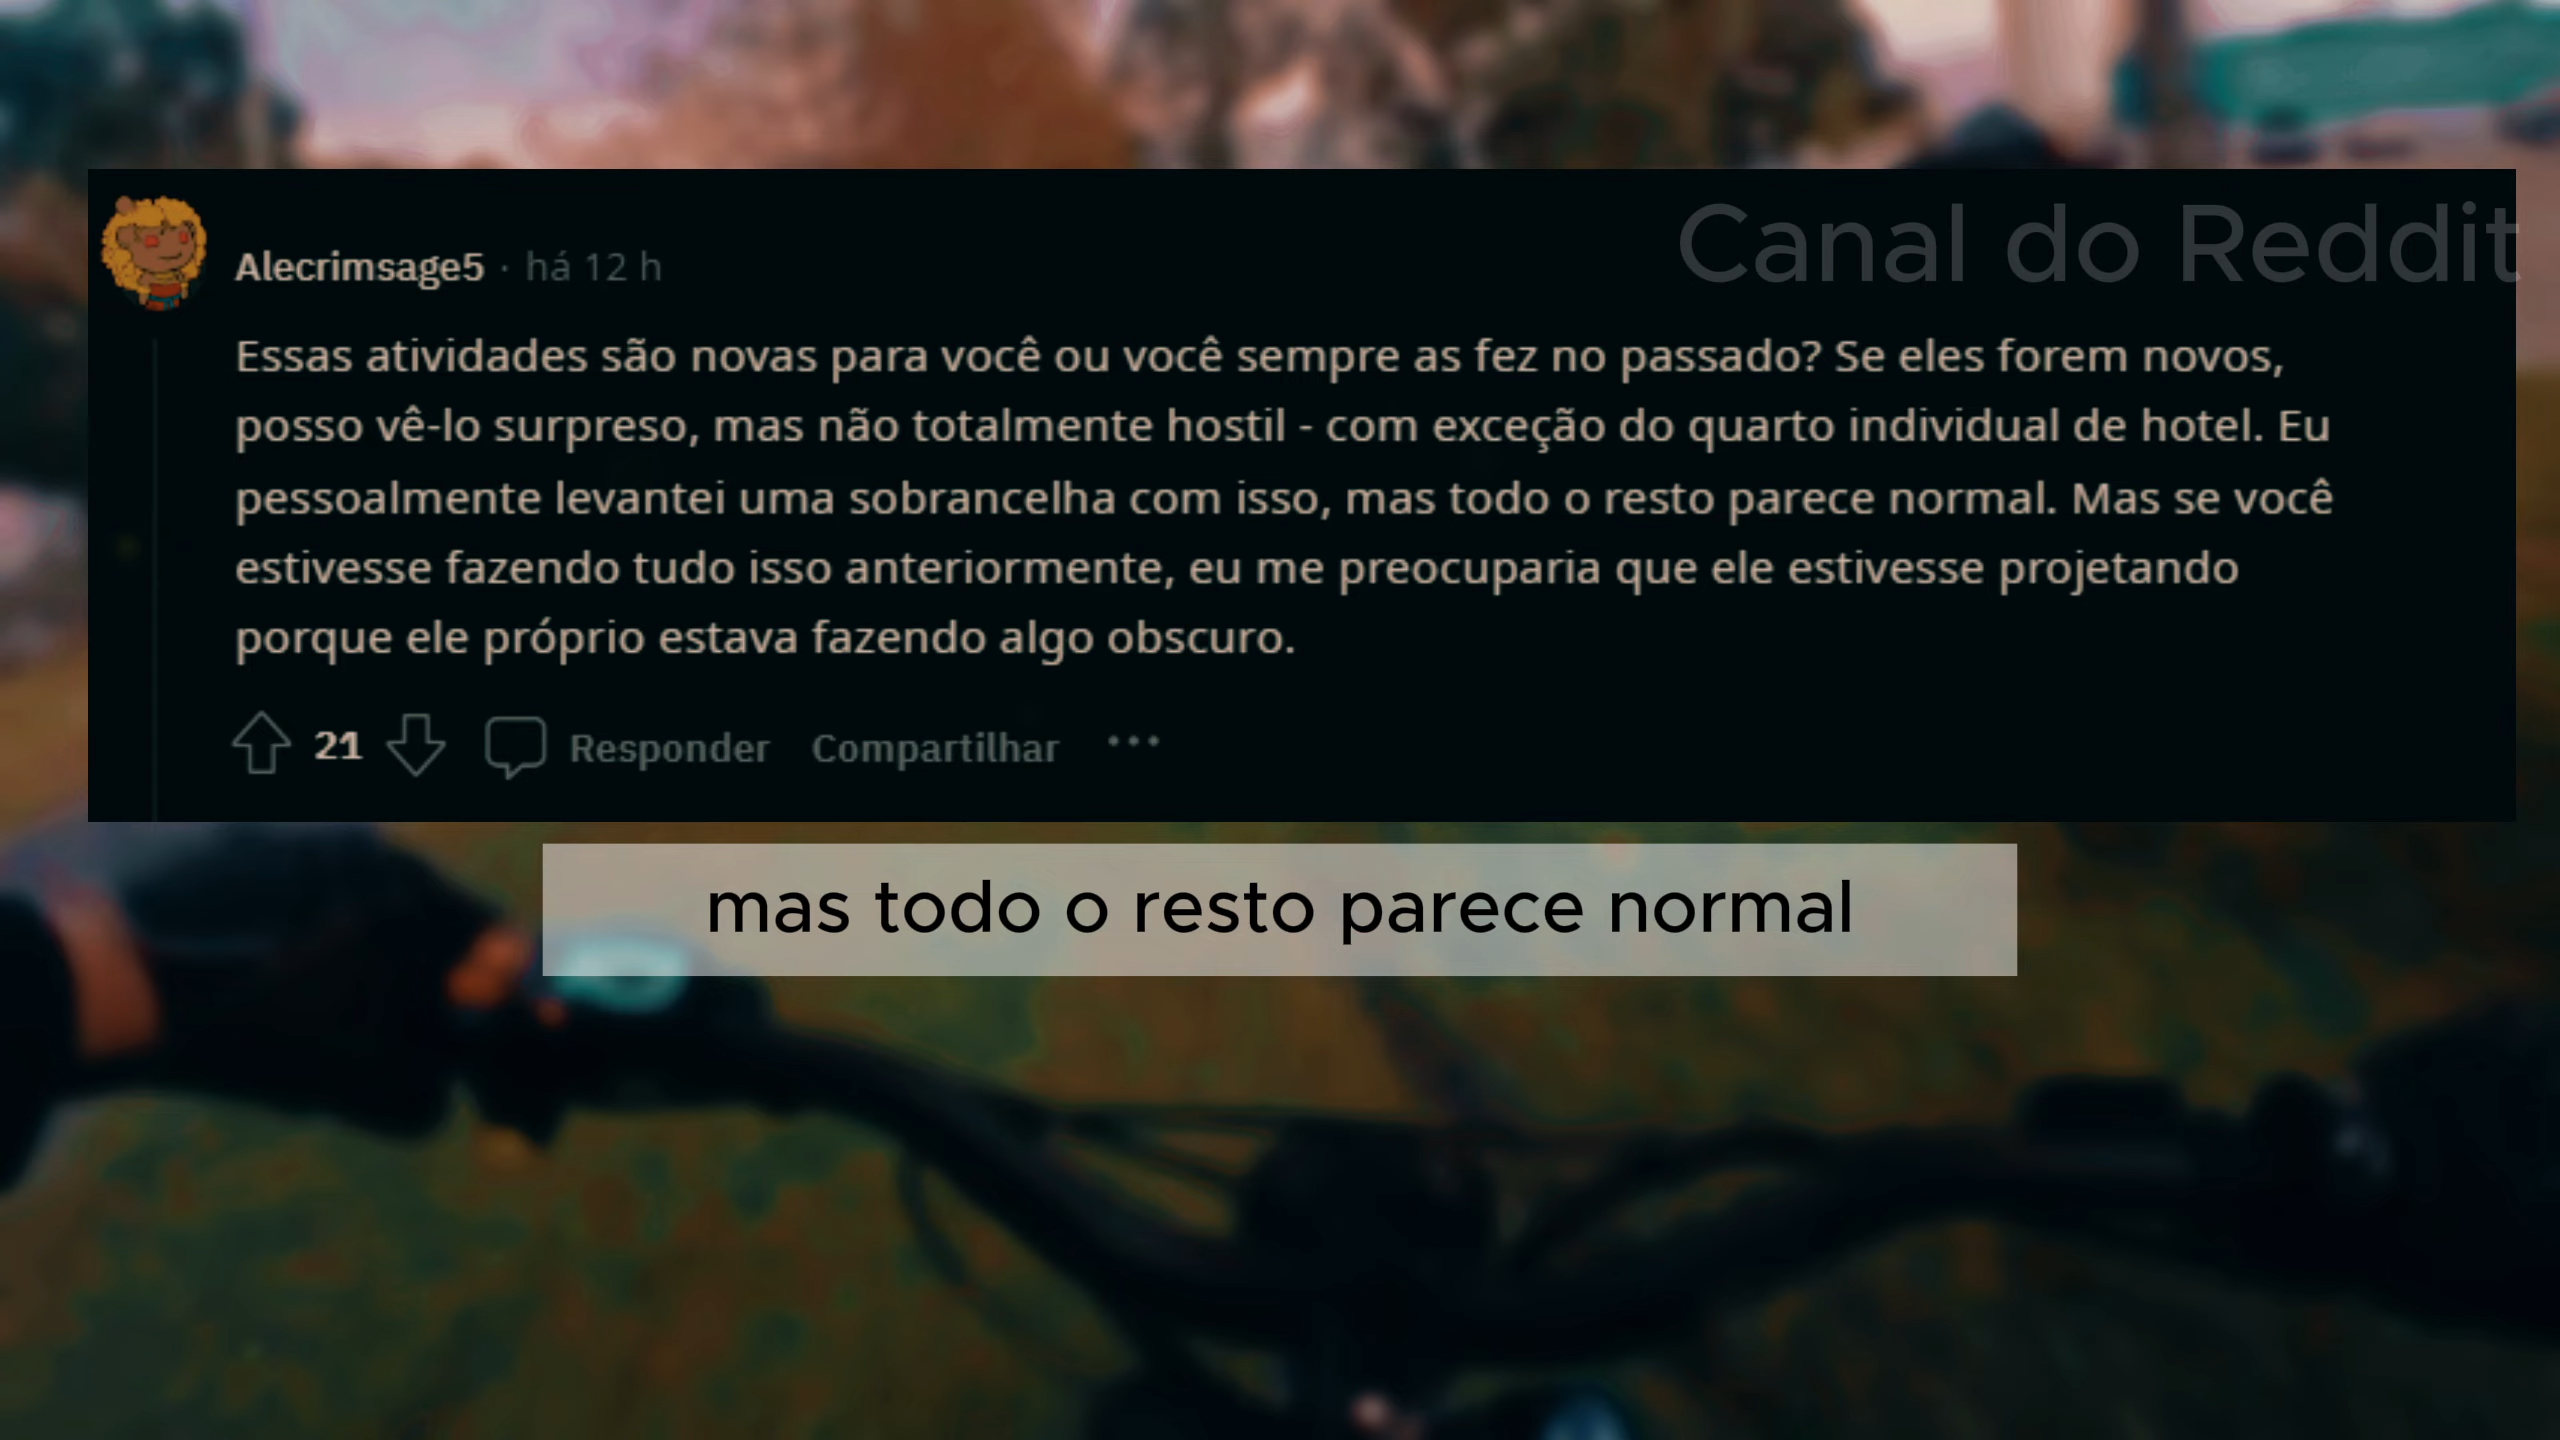 Canal do Reddit
Alecrimsage5 · há 12 h
Essas atividades são novas para você ou você sempre as fez no passado? Se eles forem novos,
posso vê-lo surpreso, mas não totalmente hostil - com exceção do quarto individual de hotel. Eu
pessoalmente levantei uma sobrancelha com isso, mas todo o resto parece normal. Mas se você
estivesse fazendo tudo isso anteriormente, eu me preocuparia que ele estivesse projetando
porque ele próprio estava fazendo algo obscuro.
21 Responder Compartilhar ···
mas todo o resto parece normal